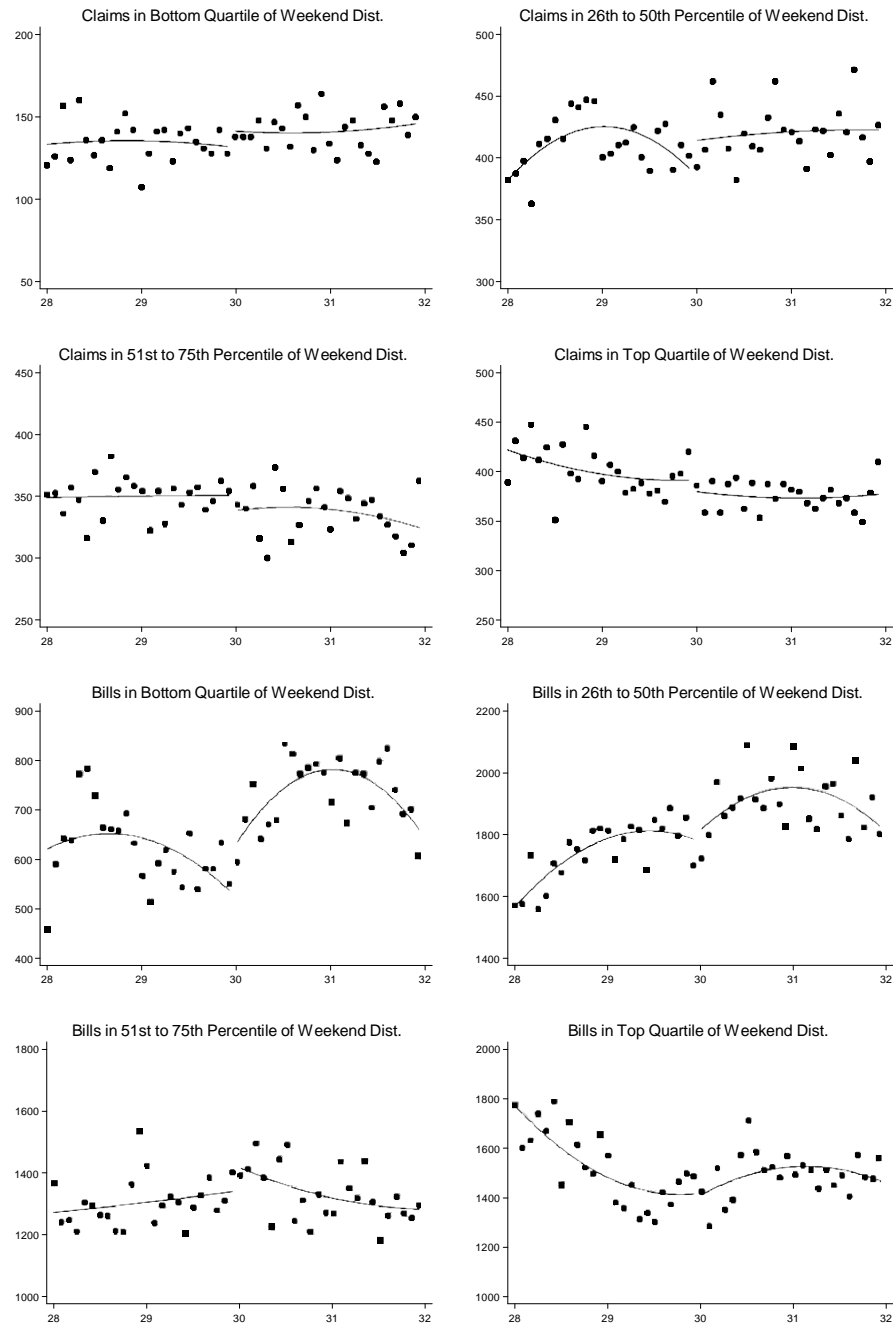 Claims in Bottom Quartile of Weekend Dist.
200
150
100
50
28 29 30 31 32
Claims in 26th to 50th Percentile of Weekend Dist.
500
450
400
350
300
28 29 30 31 32
Claims in 51st to 75th Percentile of Weekend Dist.
450
400
350
300
250
28 29 30 31 32
Claims in Top Quartile of Weekend Dist.
500
450
400
350
300
250
28 29 30 31 32
Bills in Bottom Quartile of Weekend Dist.
900
800
700
600
500
400
28 29 30 31 32
Bills in 26th to 50th Percentile of Weekend Dist.
2200
2000
1800
1600
1400
28 29 30 31 32
Bills in 51st to 75th Percentile of Weekend Dist.
1800
1600
1400
1200
1000
28 29 30 31 32
Bills in Top Quartile of Weekend Dist.
2000
1800
1600
1400
1200
1000
28 29 30 31 32